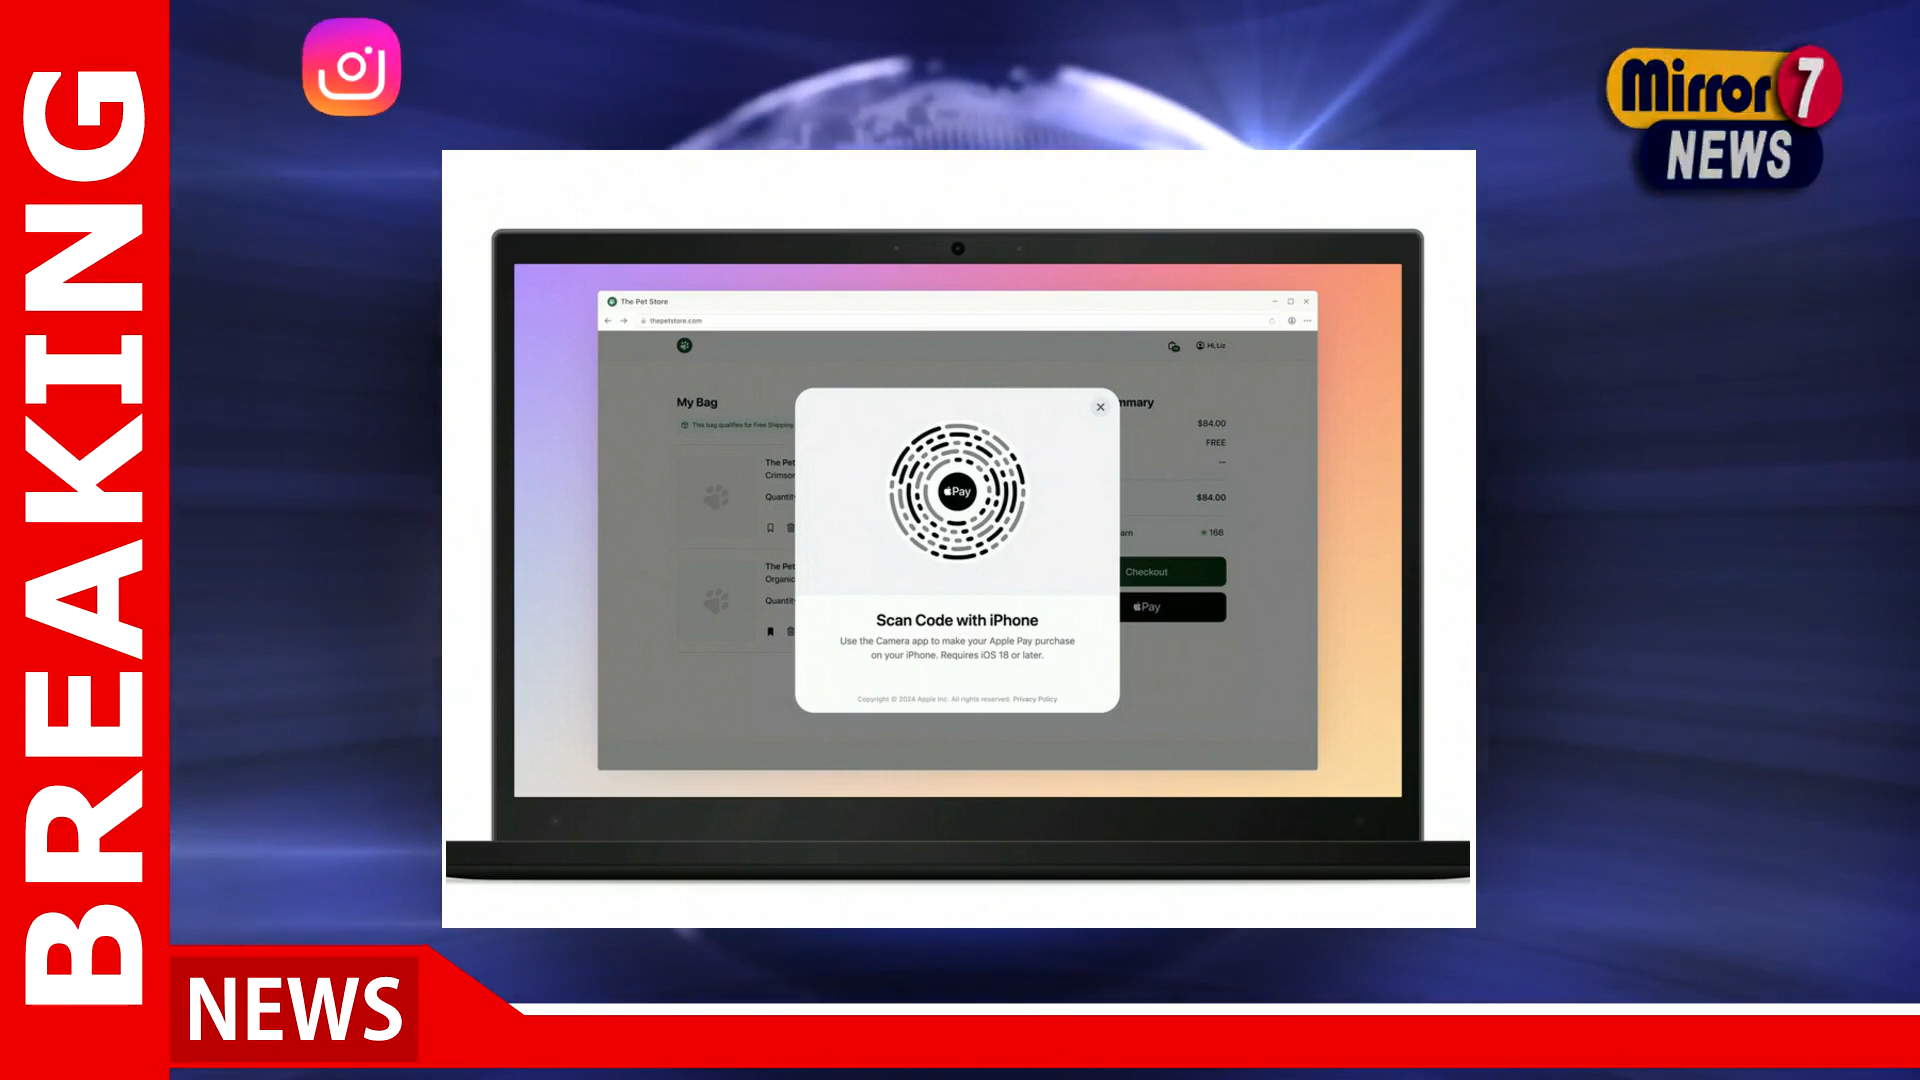 BREAKING
NEWS
Mirror 7
NEWS
The Pet Store
thepetstore.com
Hi, Liz
My Bag
This bag qualifies for Free Shipping
The Pet
Crimson
Quantit
The Pet
Organic
Quantit
mmary
$84.00
FREE
—
$84.00
arn
168
Checkout
Pay
Pay
Scan Code with iPhone
Use the Camera app to make your Apple Pay purchase
on your iPhone. Requires iOS 18 or later.
Copyright © 2024 Apple Inc. All rights reserved. Privacy Policy